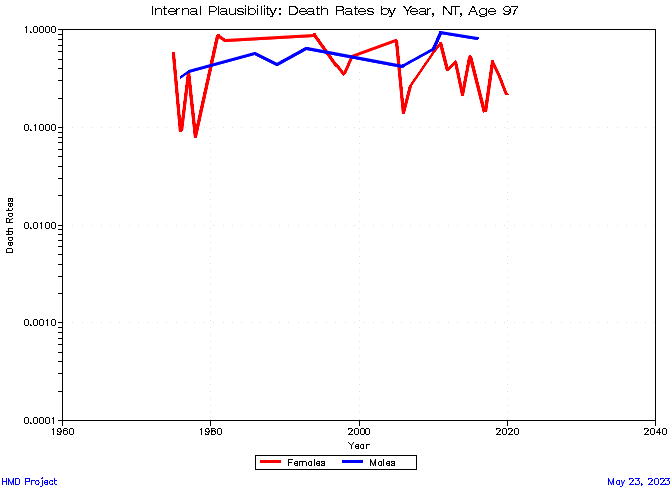 Internal Plausibility: Death Rates by Year, NT, Age 97
1.0000
0.1000
0.0100
0.0010
0.0001
Death Rates
1960
1980
2000
2020
2040
Year
Females
Males
HMD Project
May 23, 2023